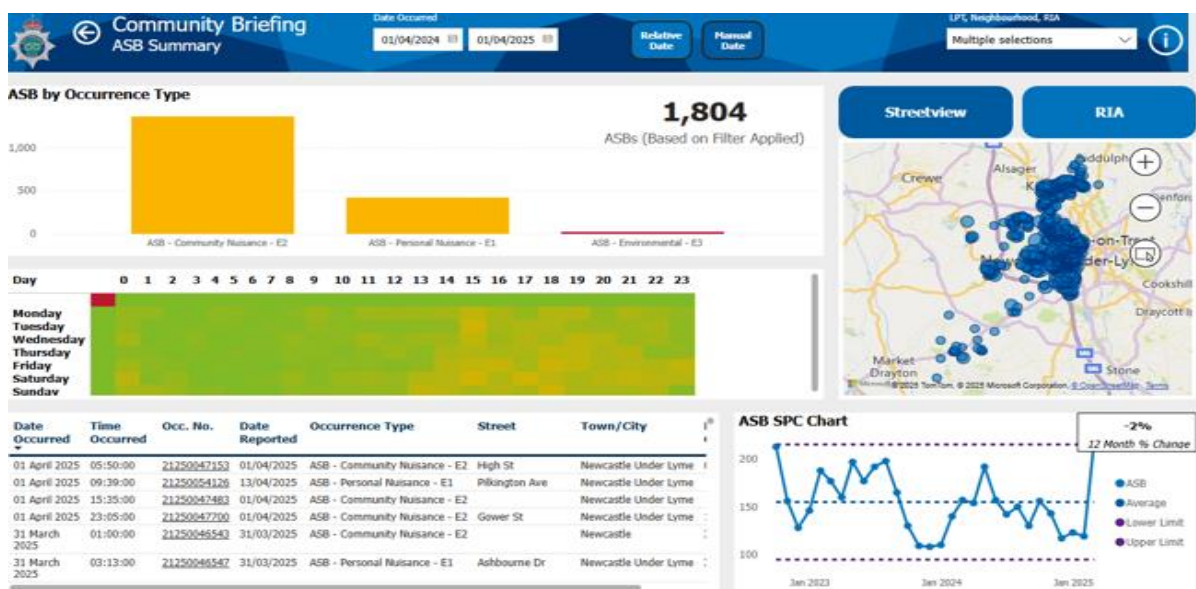 Community Briefing
ASB Summary
Date Occurred
01/04/2024
01/04/2025
Relative
Date
Manual
Date
LPT, Neighbourhood, RIA
Multiple selections
i
ASB by Occurrence Type
1,804
ASBs (Based on Filter Applied)
1,000
500
0
ASB - Community Nuisance - E2
ASB - Personal Nuisance - E1
ASB - Environmental - E3
Streetview
RIA
Crewe
Alsager
Market
Drayton
Stone
Cookshill
© 2025 TomTom, © 2025 Microsoft Corporation, © OpenStreetMap Terms
Day 0 1 2 3 4 5 6 7 8 9 10 11 12 13 14 15 16 17 18 19 20 21 22 23
Monday
Tuesday
Wednesday
Thursday
Friday
Saturday
Sunday
Date Occurred Time Occurred Occ. No. Date Reported Occurrence Type Street Town/City
01 April 2025 05:50:00 21250047153 01/04/2025 ASB - Community Nuisance - E2 High St Newcastle Under Lyme
01 April 2025 09:39:00 21250054126 13/04/2025 ASB - Personal Nuisance - E1 Pilkington Ave Newcastle Under Lyme
01 April 2025 15:35:00 21250047483 01/04/2025 ASB - Community Nuisance - E2 Newcastle Under Lyme
01 April 2025 23:05:00 21250047700 01/04/2025 ASB - Community Nuisance - E2 Gower St Newcastle Under Lyme
31 March 2025 01:00:00 21250046543 31/03/2025 ASB - Community Nuisance - E2 Newcastle
31 March 2025 03:13:00 21250046547 31/03/2025 ASB - Personal Nuisance - E1 Ashbourne Dr Newcastle Under Lyme
ASB SPC Chart
-2%
12 Month % Change
200
150
100
Jan 2023
Jan 2024
Jan 2025
ASB
Average
Lower Limit
Upper Limit